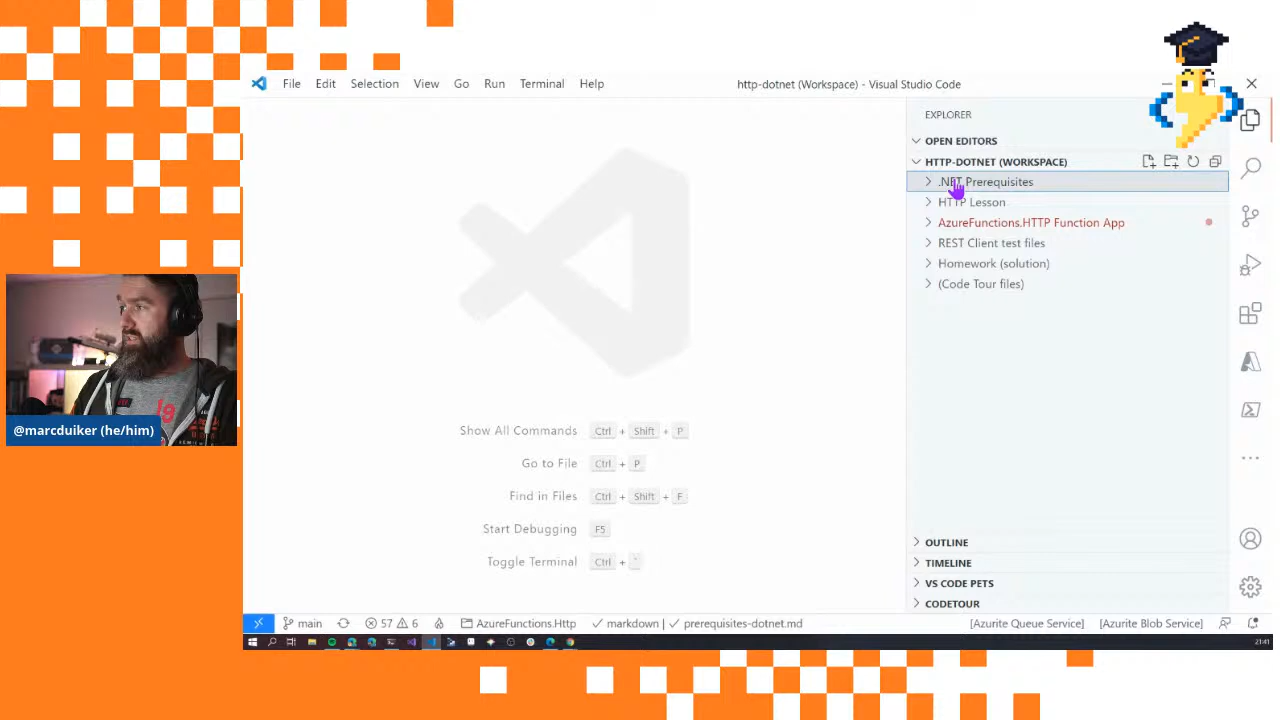 File Edit Selection View Go Run Terminal Help
http-dotnet (Workspace) - Visual Studio Code
EXPLORER
OPEN EDITORS
HTTP-DOTNET (WORKSPACE)
.NET Prerequisites
HTTP Lesson
AzureFunctions.HTTP Function App
REST Client test files
Homework (solution)
(Code Tour files)
@marcduiker (he/him)
Show All Commands Ctrl + Shift + P
Go to File Ctrl + P
Find in Files Ctrl + Shift + F
Start Debugging F5
Toggle Terminal Ctrl + `
OUTLINE
TIMELINE
VS CODE PETS
CODETOUR
main 57 6 AzureFunctions.Http markdown | prerequisites-dotnet.md [Azurite Queue Service] [Azurite Blob Service]
21:41